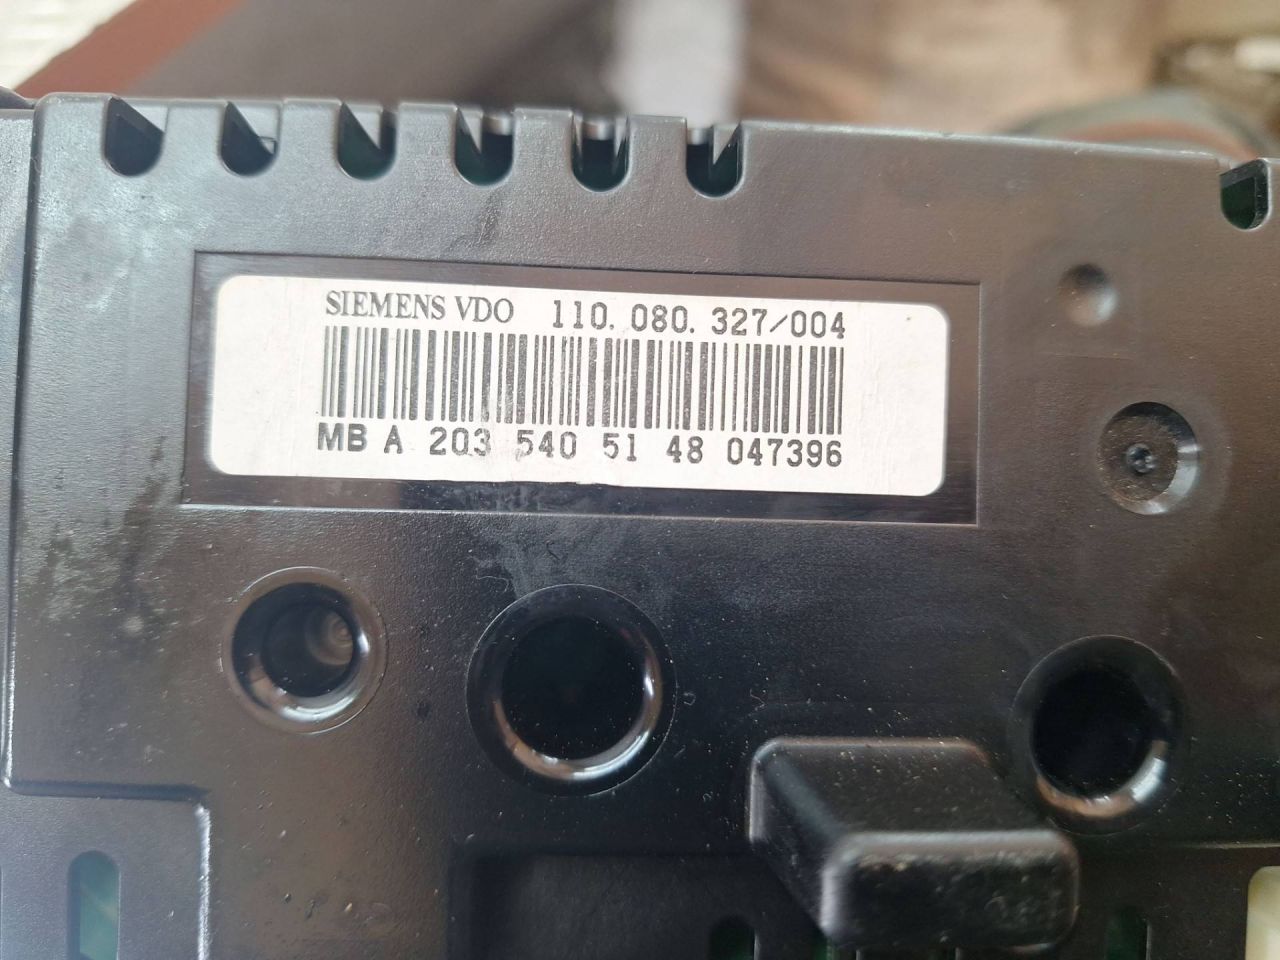 SIEMENS VDO 110.080.327/004
MB A 203 540 51 48 047396